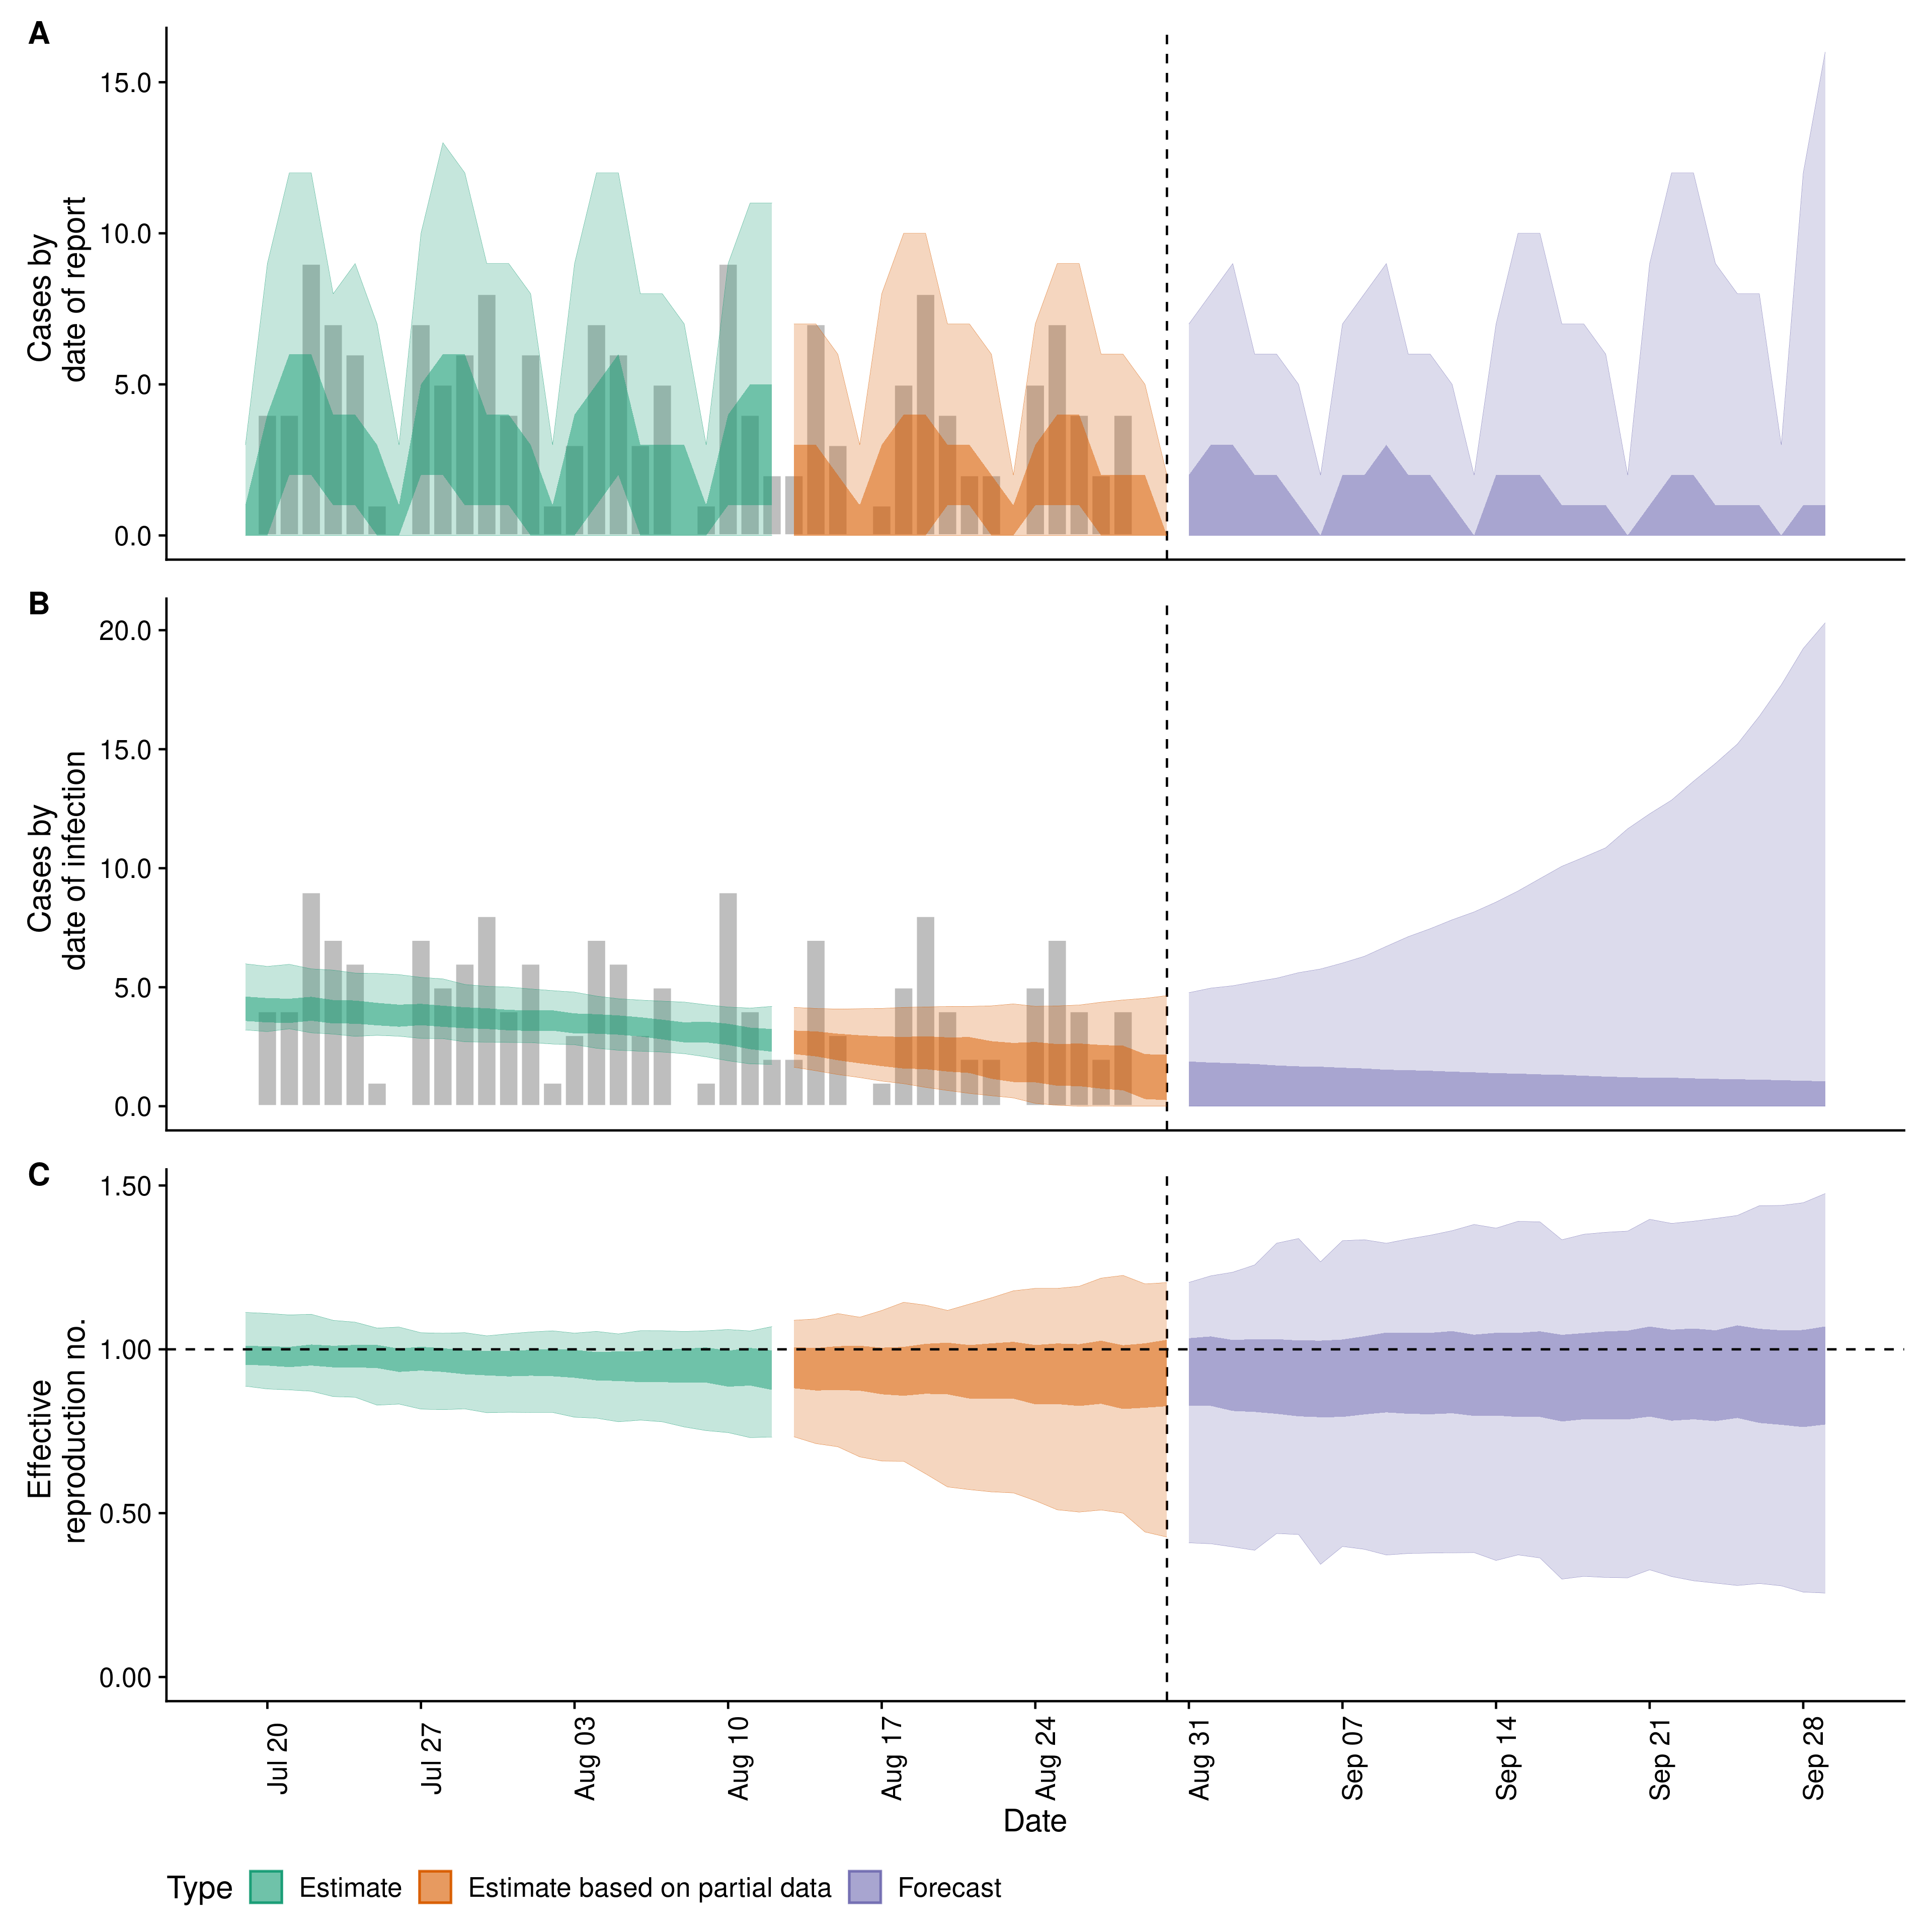 A
Cases by
date of report
15.0
10.0
5.0
0.0
B
Cases by
date of infection
20.0
15.0
10.0
5.0
0.0
C
Effective
reproduction no.
1.50
1.00
0.50
0.00
Jul 20
Jul 27
Aug 03
Aug 10
Aug 17
Aug 24
Aug 31
Sep 07
Sep 14
Sep 21
Sep 28
Date
Type Estimate Estimate based on partial data Forecast